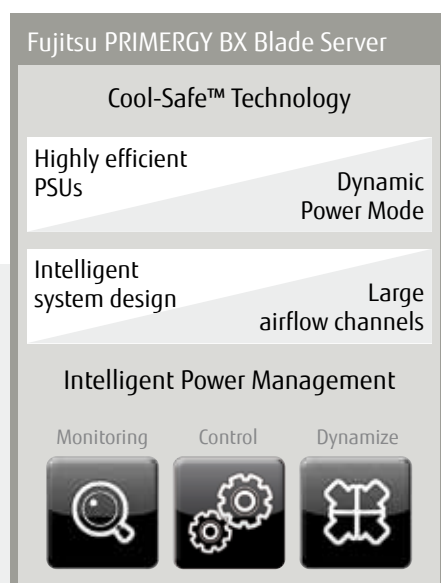 Fujitsu PRIMERGY BX Blade Server
Cool-Safe™ Technology
Highly efficient
PSUs
Dynamic
Power Mode
Intelligent
system design
Large
airflow channels
Intelligent Power Management
Monitoring Control Dynamize